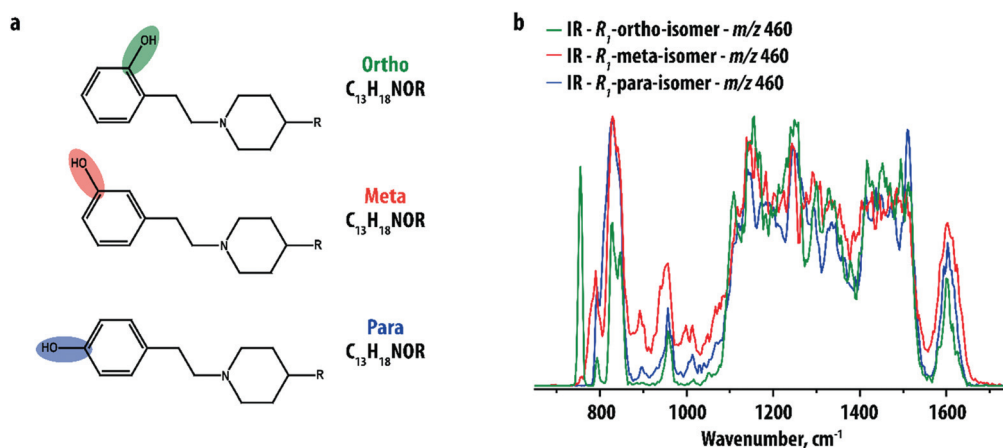 a
OH
N
R
Ortho
C13H18NOR
HO
N
R
Meta
C13H18NOR
HO
N
R
Para
C13H18NOR
b
IR - R1-ortho-isomer - m/z 460
IR - R1-meta-isomer - m/z 460
IR - R1-para-isomer - m/z 460
800 1000 1200 1400 1600
Wavenumber, cm-1